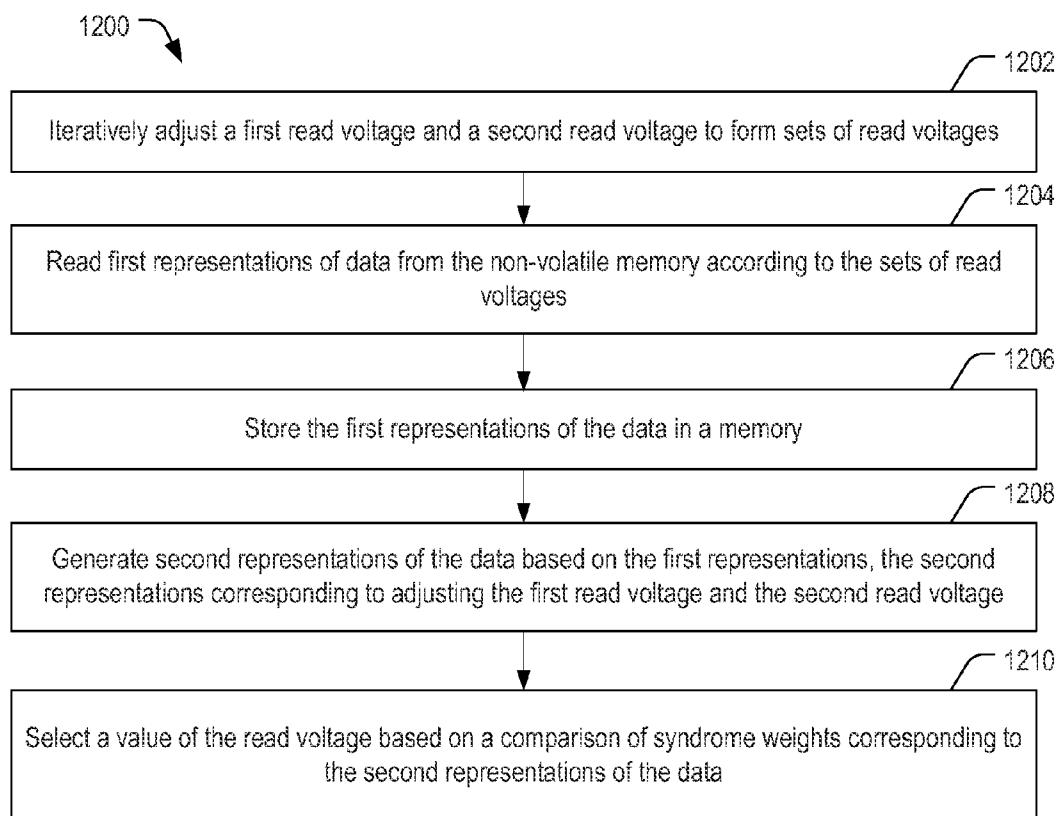 1200
1202
Iteratively adjust a first read voltage and a second read voltage to form sets of read voltages
1204
Read first representations of data from the non-volatile memory according to the sets of read
voltages
1206
Store the first representations of the data in a memory
1208
Generate second representations of the data based on the first representations, the second
representations corresponding to adjusting the first read voltage and the second read voltage
1210
Select a value of the read voltage based on a comparison of syndrome weights corresponding to
the second representations of the data